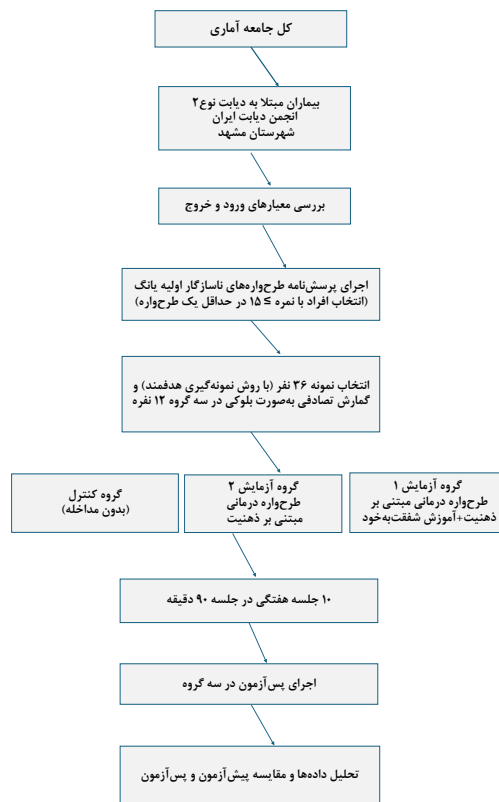 کل جامعه آماری
بیماران مبتلا به دیابت نوع۲
انجمن دیابت ایران
شهرستان مشهد
بررسی معیارهای ورود و خروج
اجرای پرسش‌نامه طرح‌واره‌های ناسازگار اولیه یانگ
(انتخاب افراد با نمره ≥ ۱۵ در حداقل یک طرح‌واره)
انتخاب نمونه ۳۶ نفر (با روش نمونه‌گیری هدفمند) و
گمارش تصادفی به‌صورت بلوکی در سه گروه ۱۲ نفره
گروه آزمایش ۱
طرحواره درمانی مبتنی بر
ذهنیت+آموزش شفقت‌به‌خود
گروه آزمایش ۲
طرحواره درمانی
مبتنی بر ذهنیت
گروه کنترل
(بدون مداخله)
۱۰ جلسه هفتگی در جلسه ۹۰ دقیقه
اجرای پس‌آزمون در سه گروه
تحلیل داده‌ها و مقایسه پیش‌آزمون و پس‌آزمون